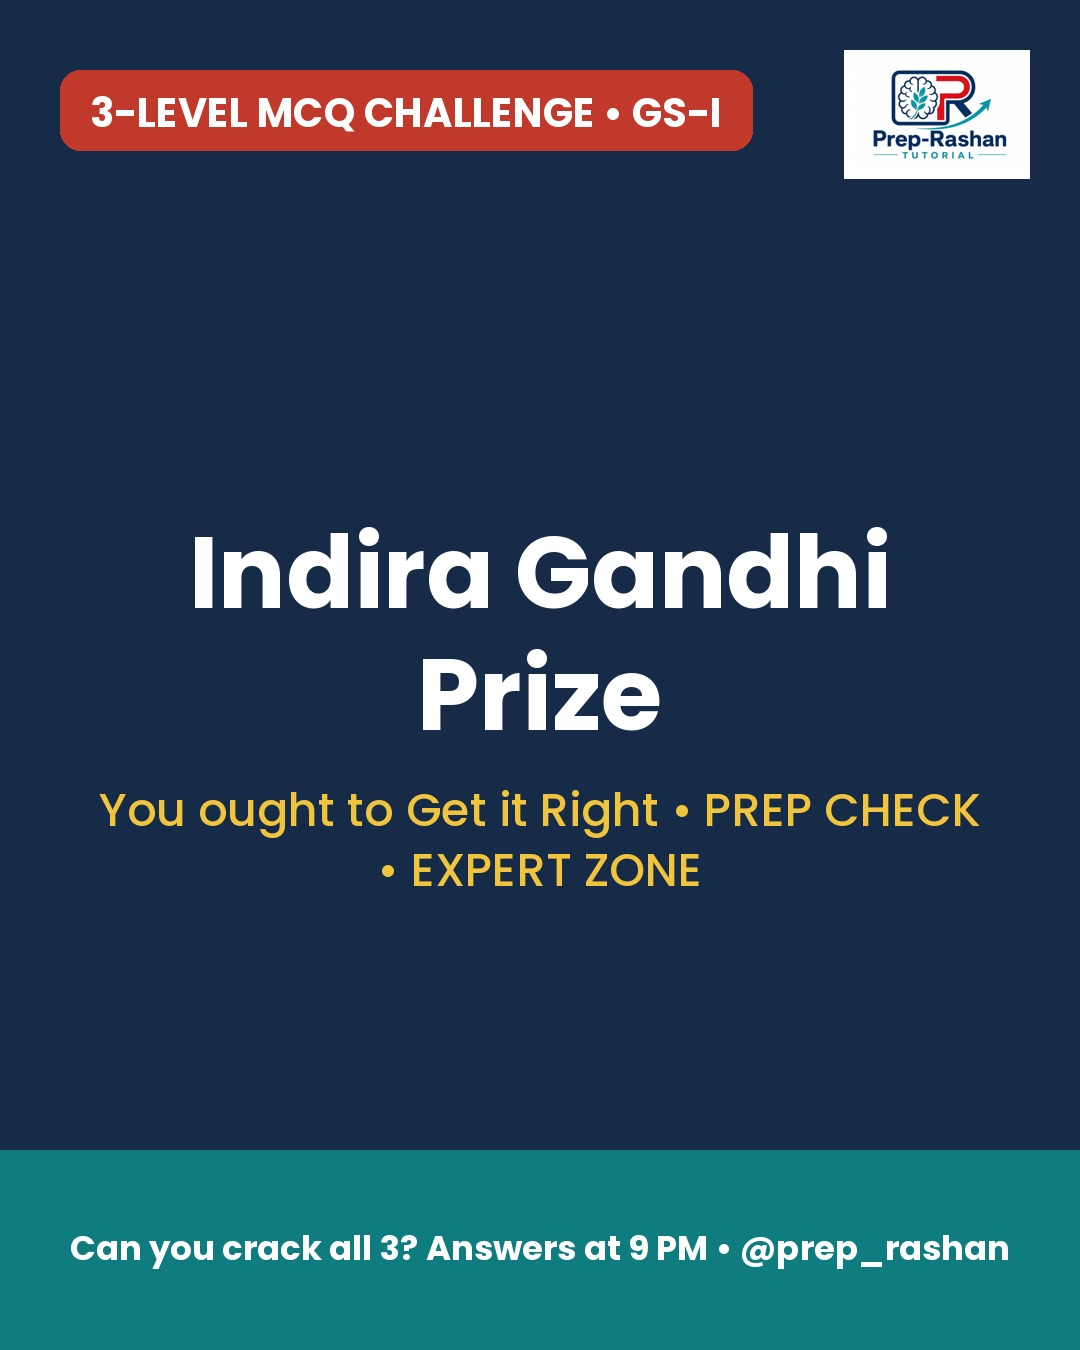 3-LEVEL MCQ CHALLENGE • GS-I
Prep-Rashan
TUTORIAL
Indira Gandhi
Prize
You ought to Get it Right • PREP CHECK
• EXPERT ZONE
Can you crack all 3? Answers at 9 PM • @prep_rashan